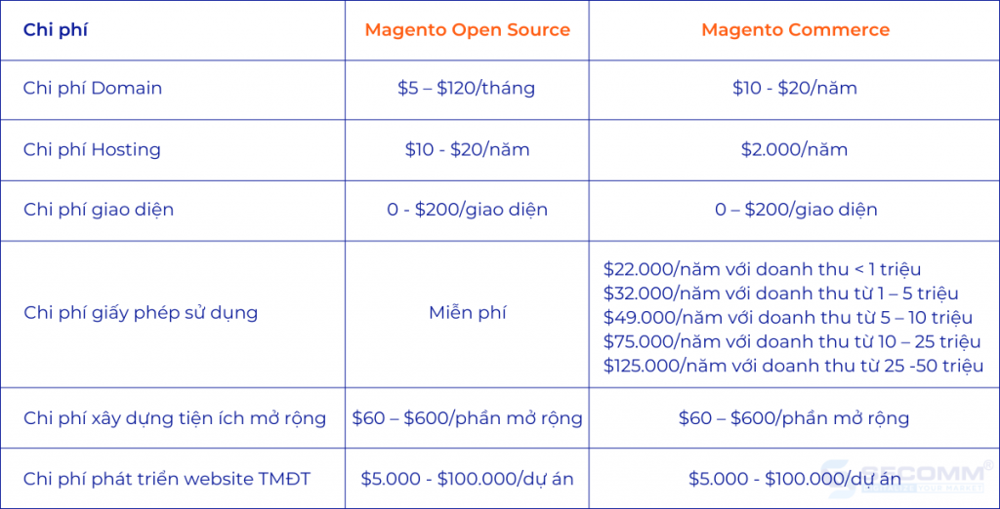 Chi phí Magento Open Source Magento Commerce
Chi phí Domain $5 – $120/tháng $10 - $20/năm
Chi phí Hosting $10 - $20/năm $2.000/năm
Chi phí giao diện 0 - $200/giao diện 0 – $200/giao diện
Chi phí giấy phép sử dụng Miễn phí
$22.000/năm với doanh thu < 1 triệu
$32.000/năm với doanh thu từ 1 – 5 triệu
$49.000/năm với doanh thu từ 5 – 10 triệu
$75.000/năm với doanh thu từ 10 – 25 triệu
$125.000/năm với doanh thu từ 25 -50 triệu
Chi phí xây dựng tiện ích mở rộng $60 – $600/phần mở rộng $60 – $600/phần mở rộng
Chi phí phát triển website TMĐT $5.000 - $100.000/dự án $5.000 - $100.000/dự án
SECOMM®